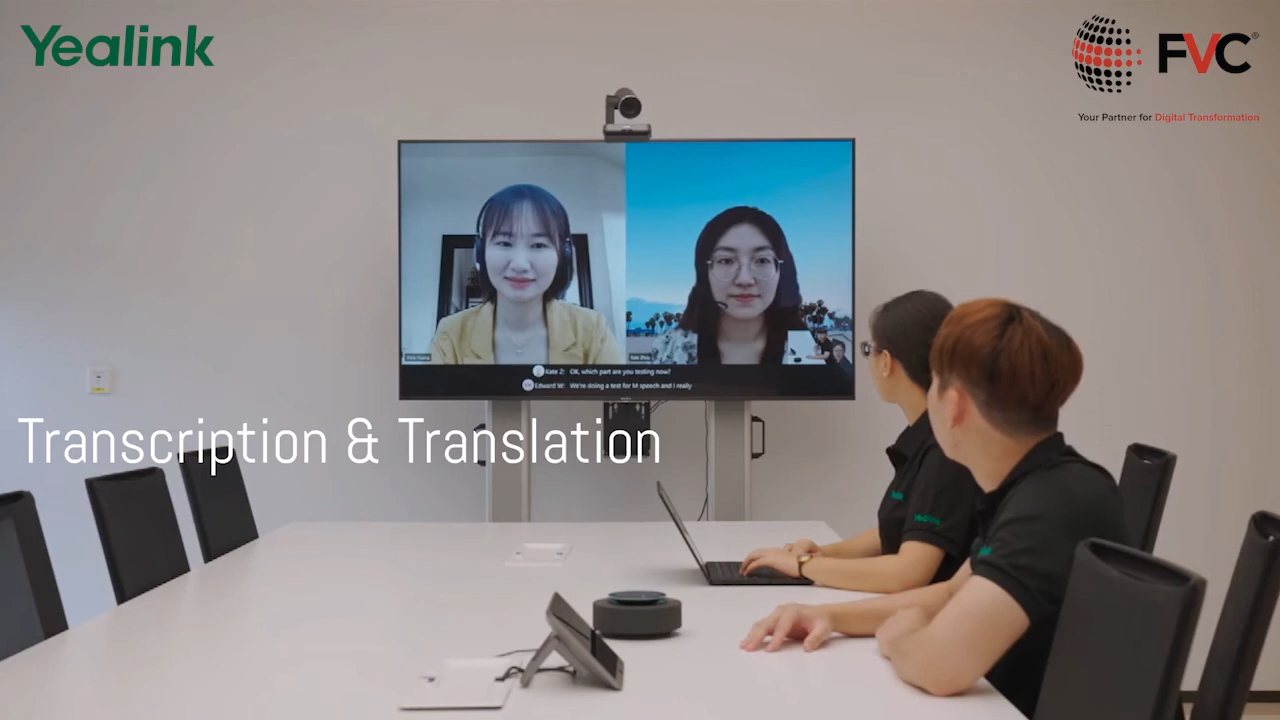 Yealink
FVC®
Your Partner for Digital Transformation
Kate Z: OK, which part are you testing now?
Edward W: We're doing a test for M speech and I really
Transcription & Translation
Yealink